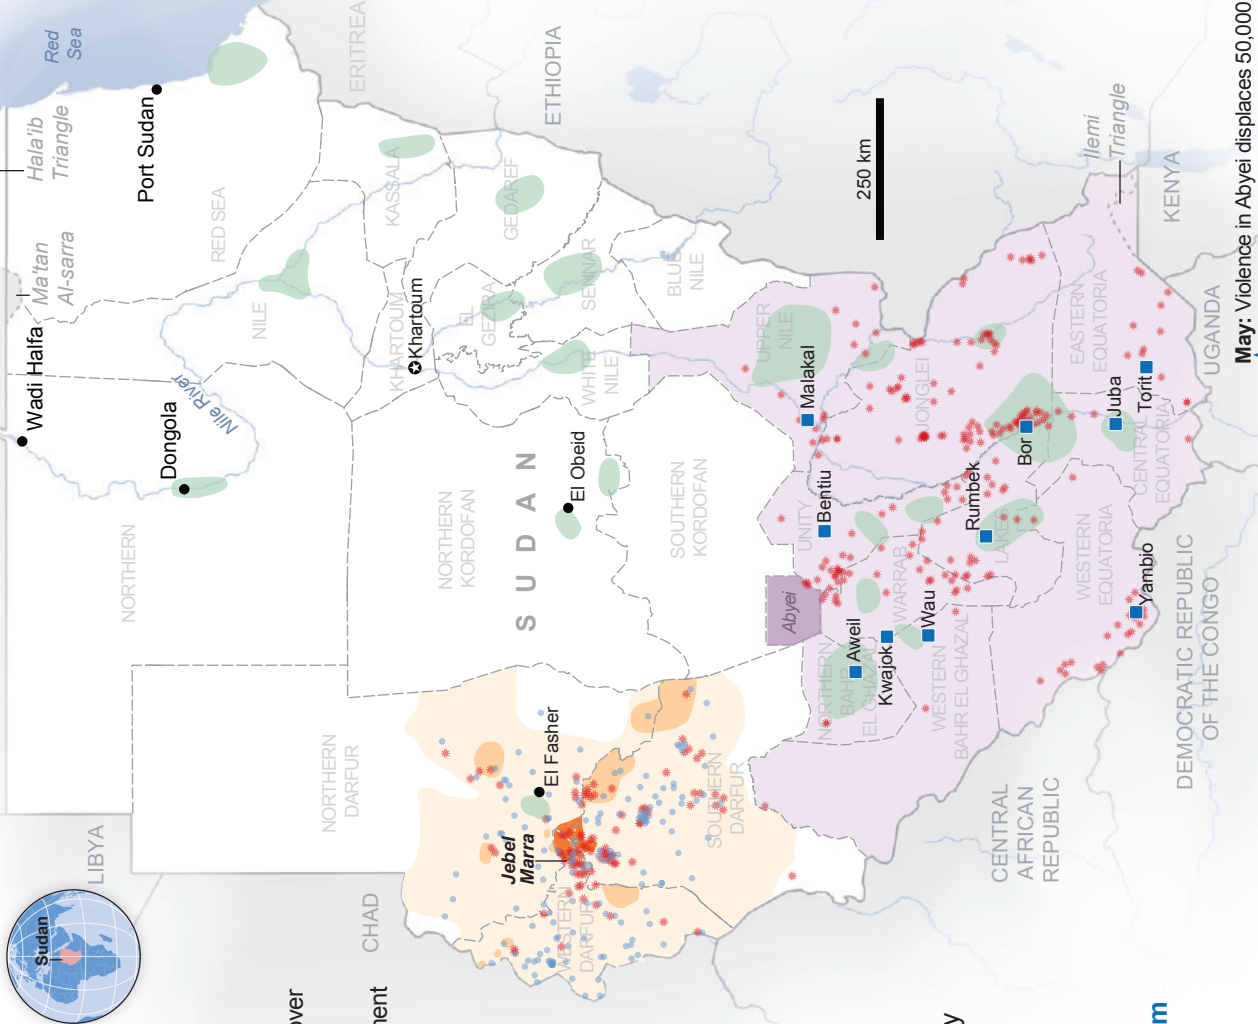 Red
Sea
Hala'ib
Triangle
Ma'tan
Al-sarra
Wadi Halfa
Port Sudan
ERITREA
ETHIOPIA
RED SEA
KASSALA
GEDAREF
NILE
KHARTOUM
Khartoum
EL
GEZIRA
SENNAR
BLUE
NILE
WHITE
NILE
Nile River
Dongola
NORTHERN
NORTHERN
KORDOFAN
SUDAN
El Obeid
SOUTHERN
KORDOFAN
250 km
Ilemi
Triangle
KENYA
UGANDA
UPPER
NILE
Malakal
JONGLEI
EASTERN
EQUATORIA
Torit
Juba
CENTRAL
EQUATORIA
Bor
Rumbek
LAKES
UNITY
Bentiu
Abyei
WARRAB
Wau
Aweil
Kwajok
NORTHERN
BAHR
EL GHAZAL
WESTERN
BAHR EL GHAZAL
WESTERN
EQUATORIA
Yambio
DEMOCRATIC REPUBLIC
OF THE CONGO
CENTRAL
AFRICAN
REPUBLIC
LIBYA
CHAD
NORTHERN
DARFUR
El Fasher
Jebel
Marra
SOUTHERN
DARFUR
WESTERN
DARFUR
Sudan
over
ment
y
m
May: Violence in Abyei displaces 50,000